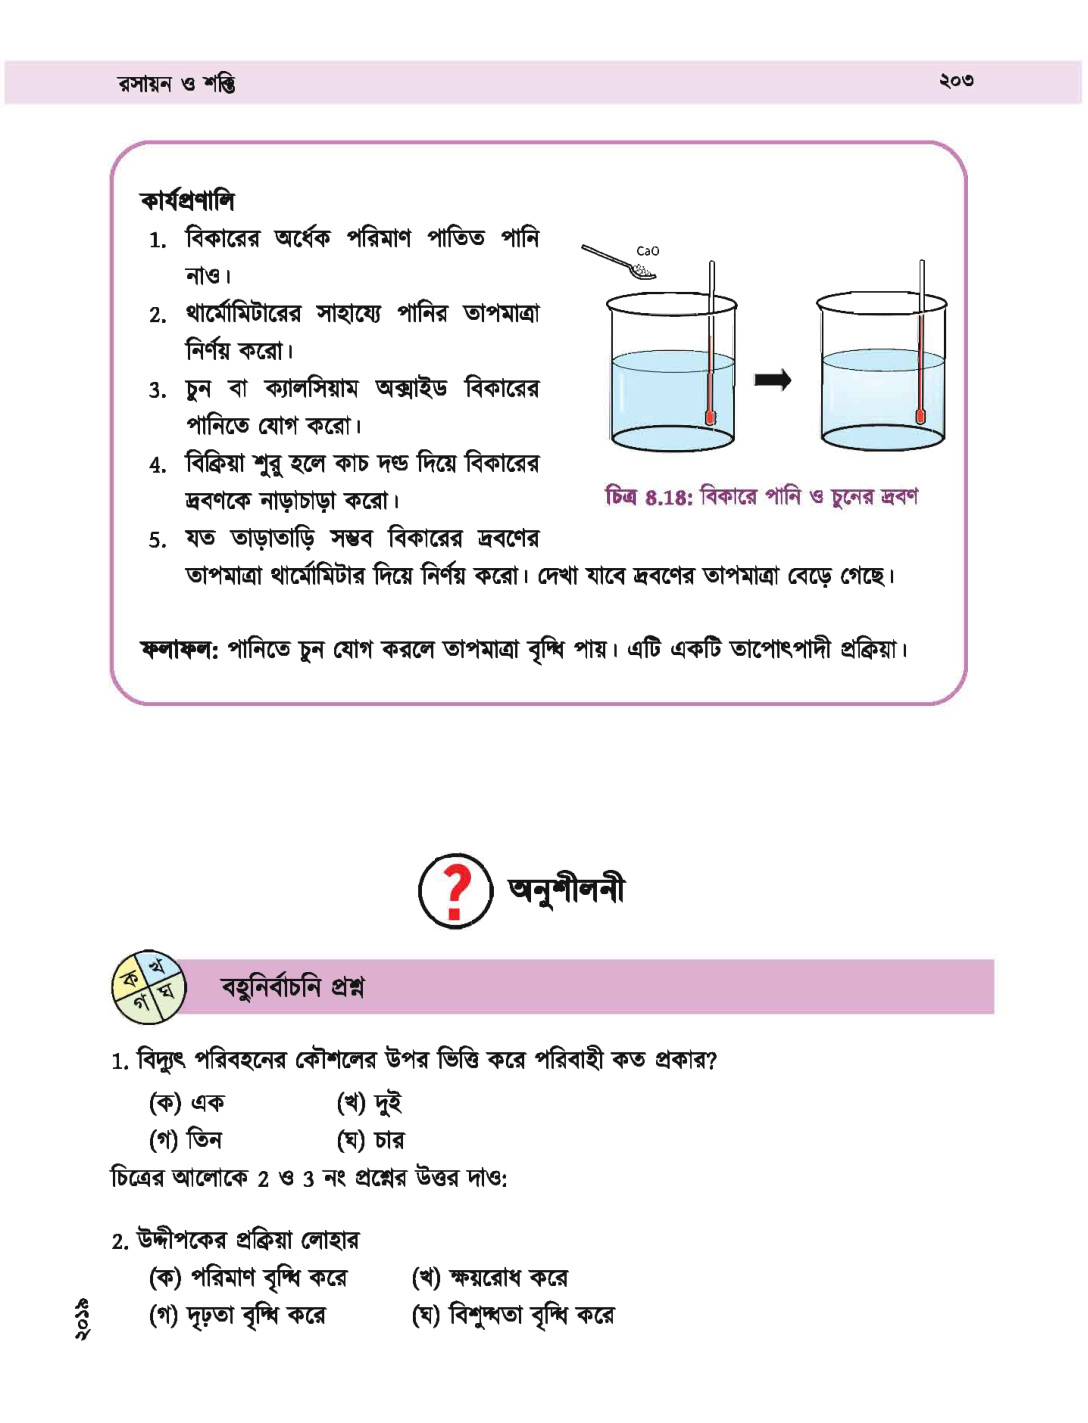 রসায়ন ও শক্তি
২০৩
কার্যপ্রণালি
1. বিকারের অর্ধেক পরিমাণ পাতিত পানি
নাও।
2. থার্মোমিটারের সাহায্যে পানির তাপমাত্রা
নির্ণয় করো।
3. চুন বা ক্যালসিয়াম অক্সাইড বিকারের
পানিতে যোগ করো।
4. বিক্রিয়া শুরু হলে কাচ দণ্ড দিয়ে বিকারের
দ্রবণকে নাড়াচাড়া করো।
5. যত তাড়াতাড়ি সম্ভব বিকারের দ্রবণের
তাপমাত্রা থার্মোমিটার দিয়ে নির্ণয় করো। দেখা যাবে দ্রবণের তাপমাত্রা বেড়ে গেছে।
CaO
চিত্র 8.18: বিকারে পানি ও চুনের দ্রবণ
ফলাফল: পানিতে চুন যোগ করলে তাপমাত্রা বৃদ্ধি পায়। এটি একটি তাপোৎপাদী প্রক্রিয়া।
? অনুশীলনী
ক খ
গ ঘ
বহুনির্বাচনি প্রশ্ন
1. বিদ্যুৎ পরিবহনের কৌশলের উপর ভিত্তি করে পরিবাহী কত প্রকার?
(ক) এক (খ) দুই
(গ) তিন (ঘ) চার
চিত্রের আলোকে 2 ও 3 নং প্রশ্নের উত্তর দাও:
2. উদ্দীপকের প্রক্রিয়া লোহার
(ক) পরিমাণ বৃদ্ধি করে (খ) ক্ষয়রোধ করে
(গ) দৃঢ়তা বৃদ্ধি করে (ঘ) বিশুদ্ধতা বৃদ্ধি করে
২০১৯